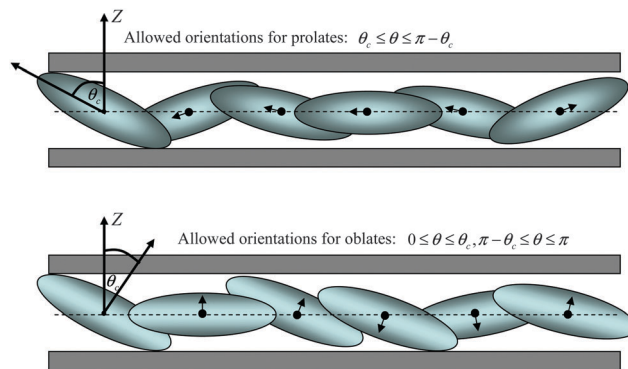 Z
Allowed orientations for prolates: θc ≤ θ ≤ π − θc
θc
Z
Allowed orientations for oblates: 0 ≤ θ ≤ θc, π − θc ≤ θ ≤ π
θc